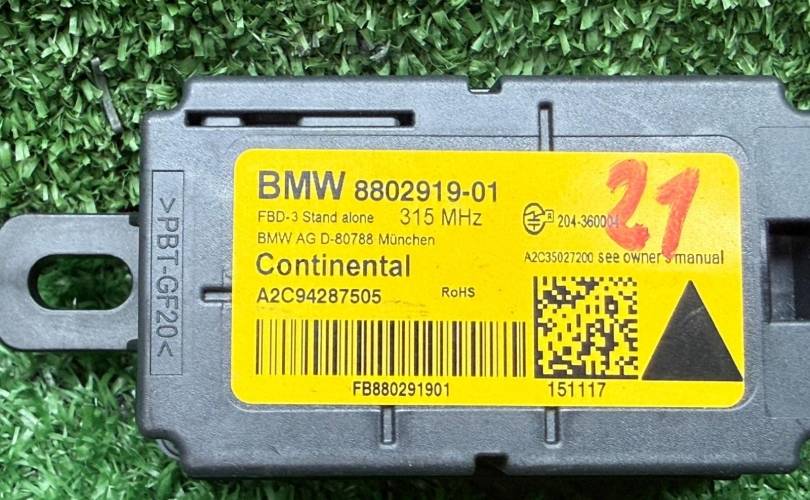 BMW 8802919-01
FBD-3 Stand alone 315 MHz
204-360004
21
BMW AG D-80788 München
A2C35027200 see owner's manual
Continental
A2C94287505
RoHS
FB880291901
151117
>PBT-GF20<